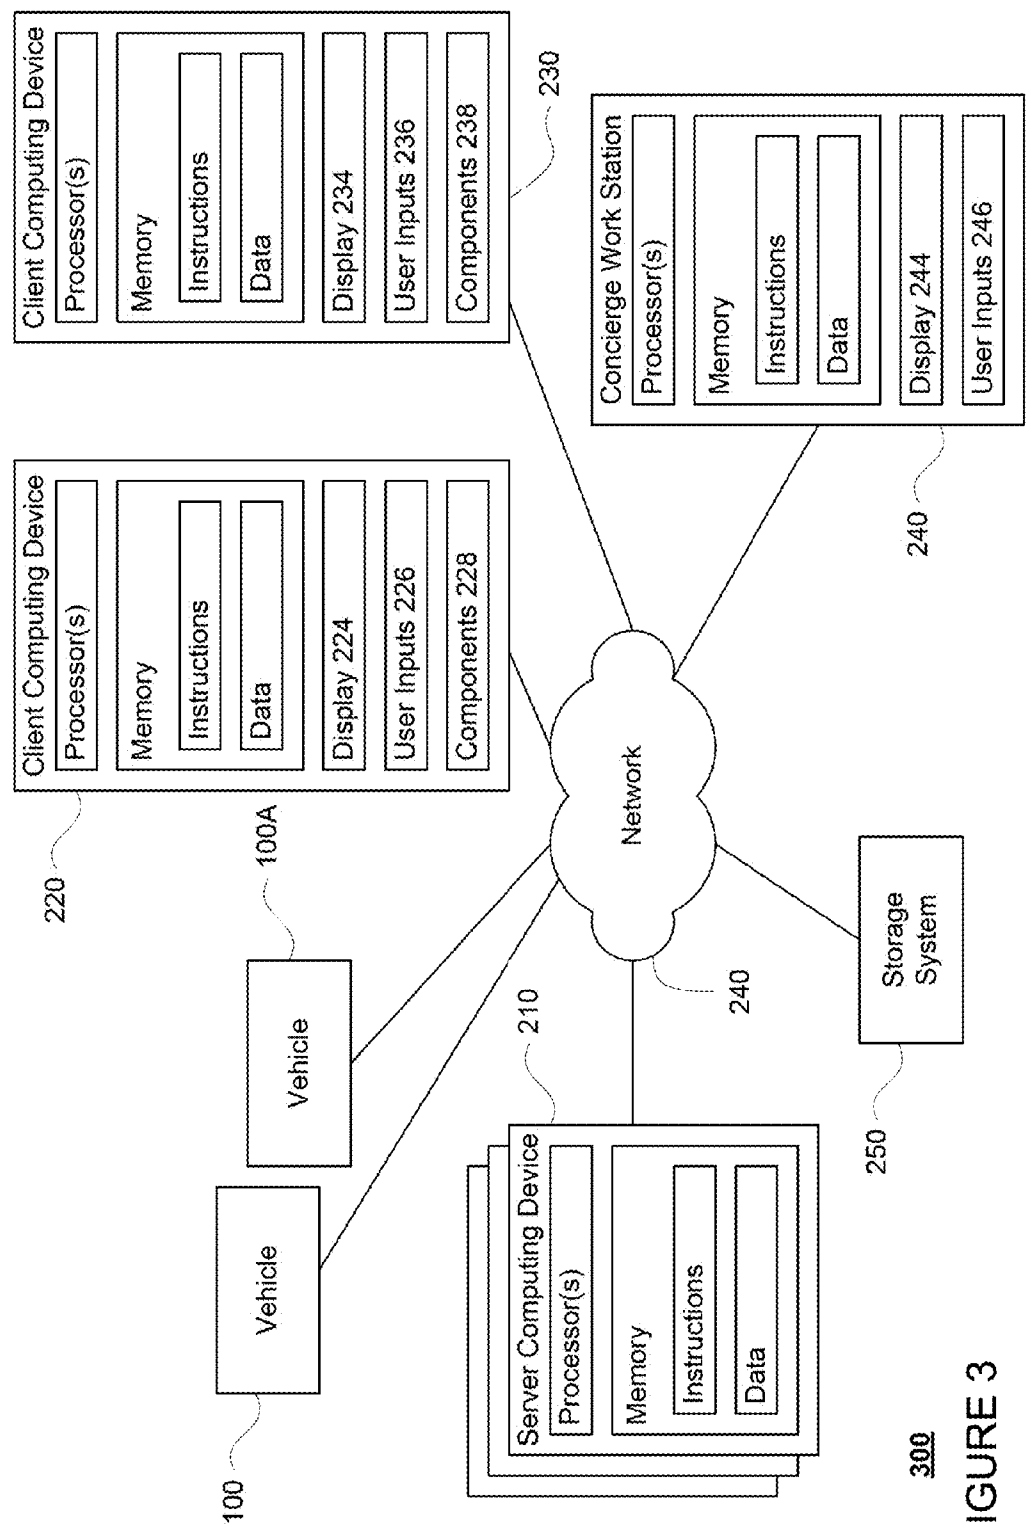 100
Vehicle
100A
Vehicle
220
Client Computing Device
Processor(s)
Memory
Instructions
Data
Display 224
User Inputs 226
Components 228
Client Computing Device
Processor(s)
Memory
Instructions
Data
Display 234
User Inputs 236
Components 238
230
210
Server Computing Device
Processor(s)
Memory
Instructions
Data
Network
240
Concierge Work Station
Processor(s)
Memory
Instructions
Data
Display 244
User Inputs 246
240
Storage
System
250
300
IGURE 3